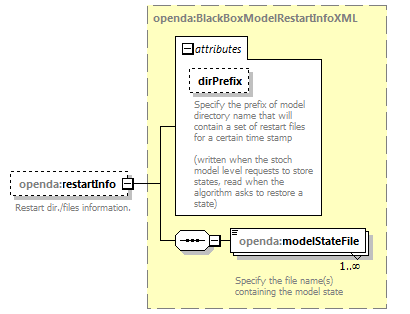 openda:BlackBoxModelRestartInfoXML
attributes
dirPrefix
Specify the prefix of model
directory name that will
contain a set of restart files
for a certain time stamp
(written when the stoch
model level requests to store
states, read when the
algorithm asks to restore a
state)
openda:restartInfo
Restart dir./files information.
openda:modelStateFile
1..∞
Specify the file name(s)
containing the model state